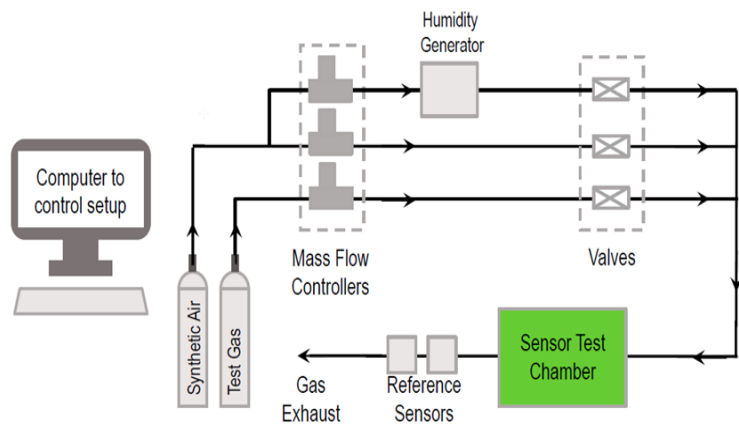 Humidity
Generator
Computer to
control setup
Mass Flow
Controllers
Valves
Synthetic Air
Test Gas
Sensor Test
Chamber
Gas
Exhaust
Reference
Sensors